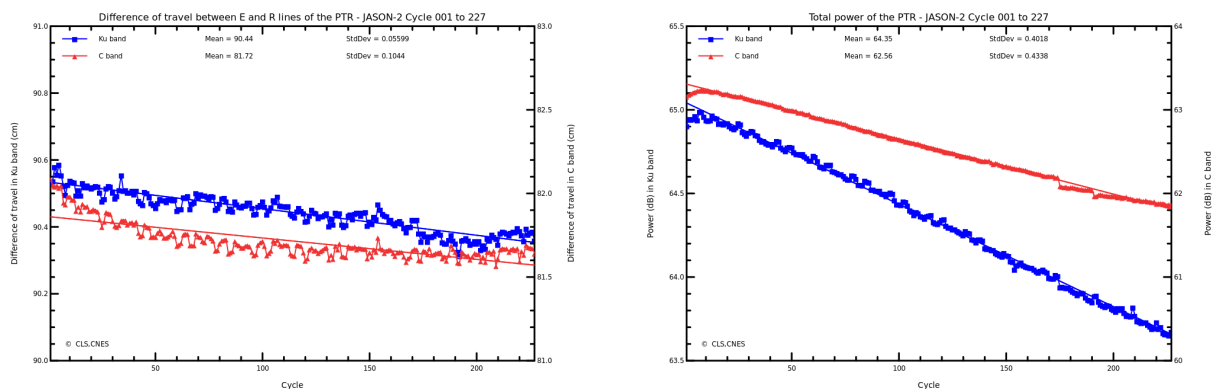 Difference of travel between E and R lines of the PTR - JASON-2 Cycle 001 to 227
91.0
90.8
90.6
90.4
90.2
90.0
Difference of travel in Ku band (cm)
Ku band Mean = 90.44 StdDev = 0.05599
C band Mean = 81.72 StdDev = 0.1044
© CLS,CNES
50 100 150 200
Cycle
83.0
82.5
82.0
81.5
81.0
Difference of travel in C band (cm)
Total power of the PTR - JASON-2 Cycle 001 to 227
65.5
65.0
64.5
64.0
63.5
Power (dB) in Ku band
Ku band Mean = 64.35 StdDev = 0.4018
C band Mean = 62.56 StdDev = 0.4338
© CLS,CNES
50 100 150 200
Cycle
64
63
62
61
60
Power (dB) in C band